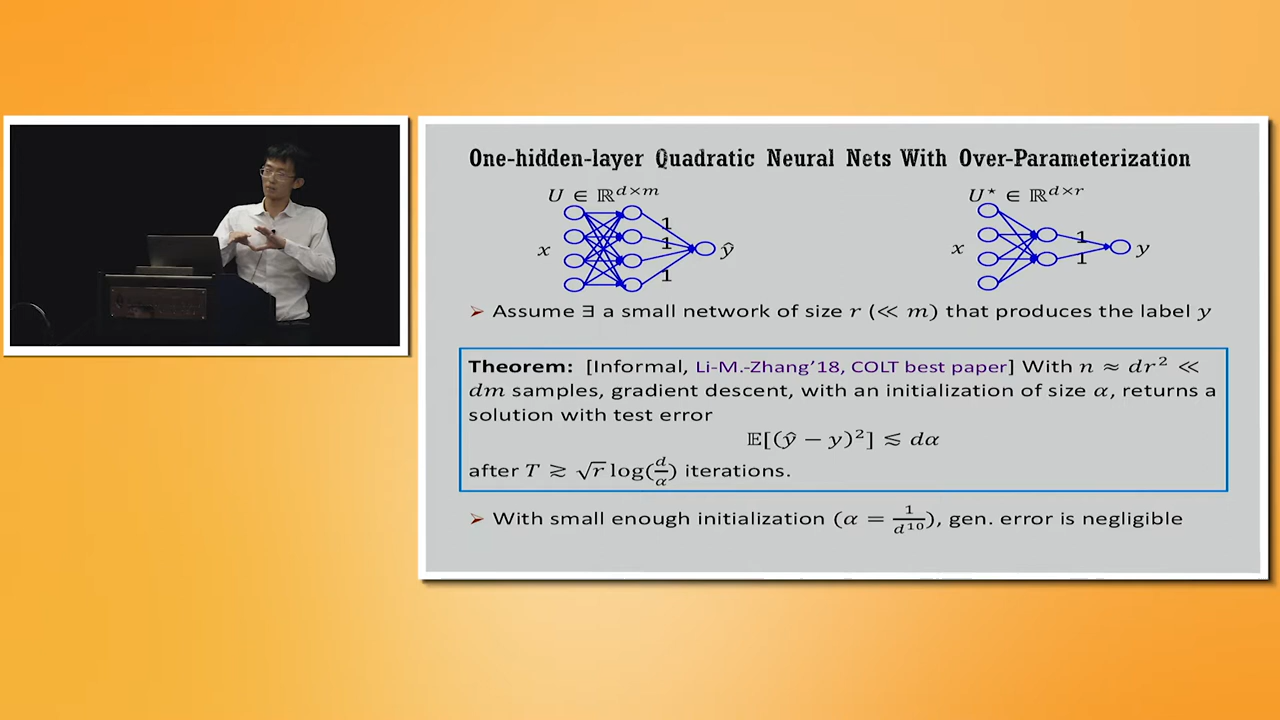 One-hidden-layer Quadratic Neural Nets With Over-Parameterization
U ∈ ℝ^{d×m}
U⋆ ∈ ℝ^{d×r}
x
1
1
1
ŷ
x
1
1
y
➢ Assume ∃ a small network of size r (≪ m) that produces the label y
Theorem: [Informal, Li-M.-Zhang’18, COLT best paper] With n ≈ dr² ≪
dm samples, gradient descent, with an initialization of size α, returns a
solution with test error
𝔼[(ŷ − y)²] ≲ dα
after T ≳ √r log(d/α) iterations.
➢ With small enough initialization (α = 1/d¹⁰), gen. error is negligible